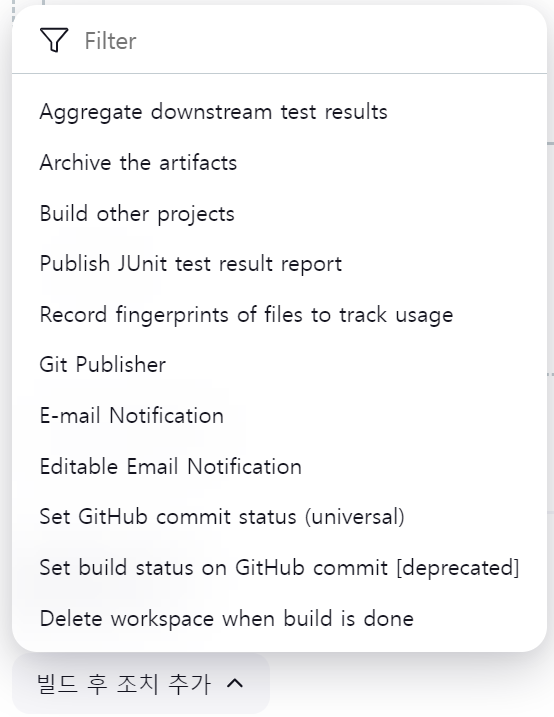 Filter
Aggregate downstream test results
Archive the artifacts
Build other projects
Publish JUnit test result report
Record fingerprints of files to track usage
Git Publisher
E-mail Notification
Editable Email Notification
Set GitHub commit status (universal)
Set build status on GitHub commit [deprecated]
Delete workspace when build is done
빌드 후 조치 추가